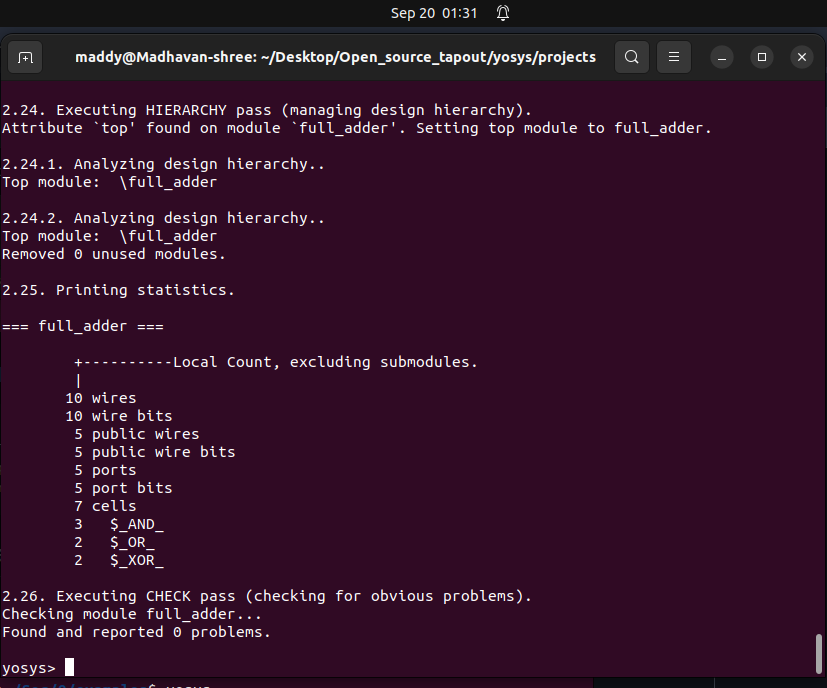 Sep 20 01:31
maddy@Madhavan-shree: ~/Desktop/Open_source_tapout/yosys/projects
2.24. Executing HIERARCHY pass (managing design hierarchy).
Attribute `top' found on module `full_adder'. Setting top module to full_adder.
2.24.1. Analyzing design hierarchy..
Top module:  \full_adder
2.24.2. Analyzing design hierarchy..
Top module:  \full_adder
Removed 0 unused modules.
2.25. Printing statistics.
=== full_adder ===
+----------Local Count, excluding submodules.
|
10 wires
10 wire bits
5 public wires
5 public wire bits
5 ports
5 port bits
7 cells
3   $_AND_
2   $_OR_
2   $_XOR_
2.26. Executing CHECK pass (checking for obvious problems).
Checking module full_adder...
Found and reported 0 problems.
yosys>